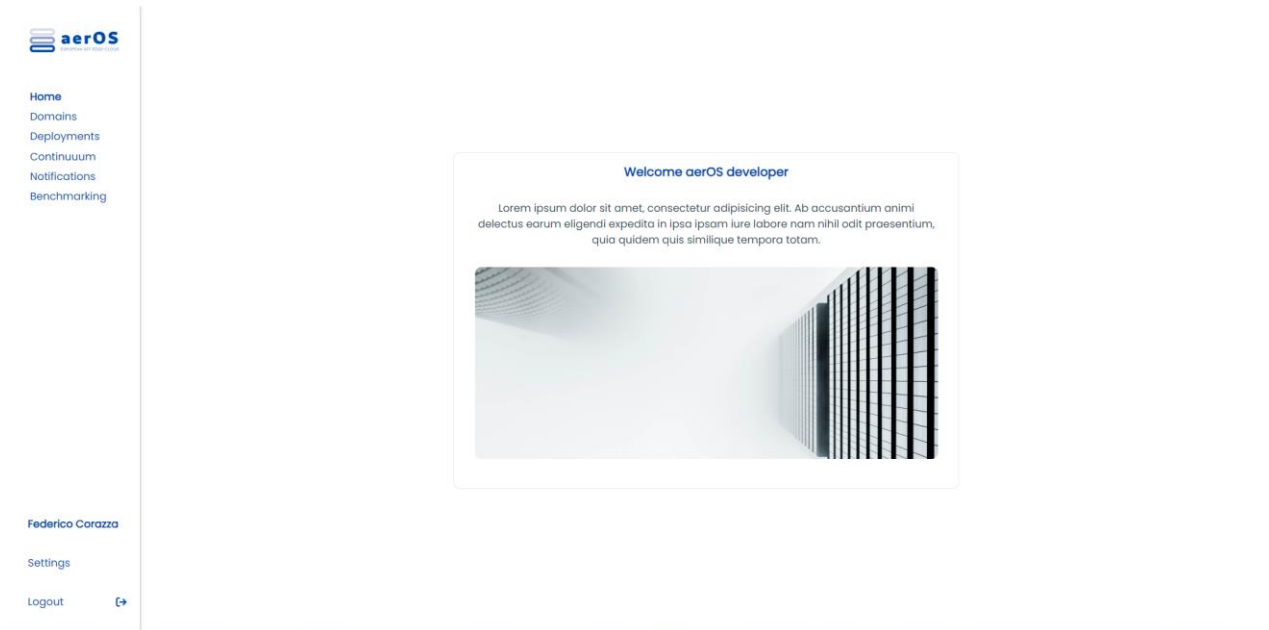 aerOS
Home
Domains
Deployments
Continuuum
Notifications
Benchmarking
Federico Corazza
Settings
Logout
Welcome aerOS developer
Lorem ipsum dolor sit amet, consectetur adipisicing elit. Ab accusantium animi
delectus earum eligendi expedita in ipsa ipsam iure labore nam nihil odit praesentium,
quia quidem quis similique tempora totam.